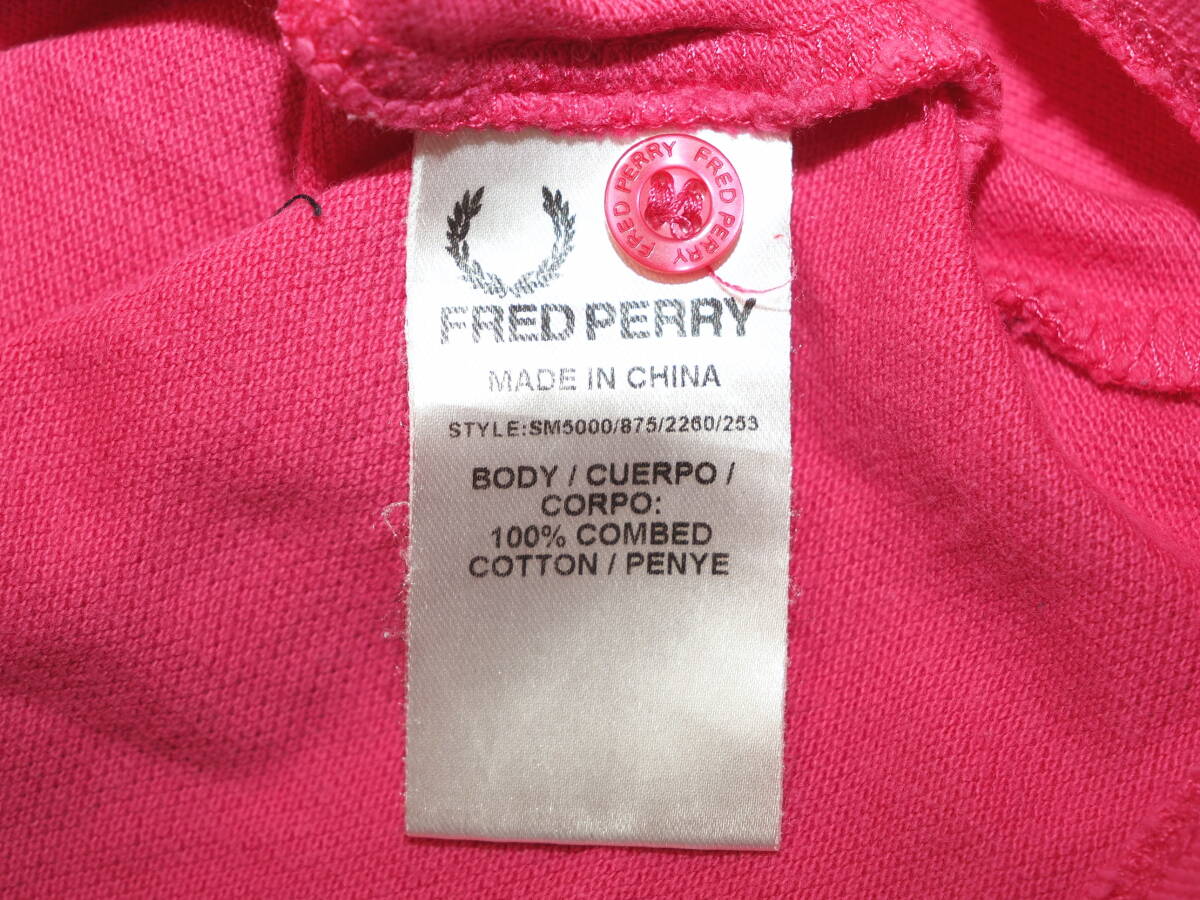 FRED PERRY FRED PERRY
FRED PERRY
MADE IN CHINA
STYLE:SM5000/875/2260/253
BODY / CUERPO /
CORPO:
100% COMBED
COTTON / PENYE